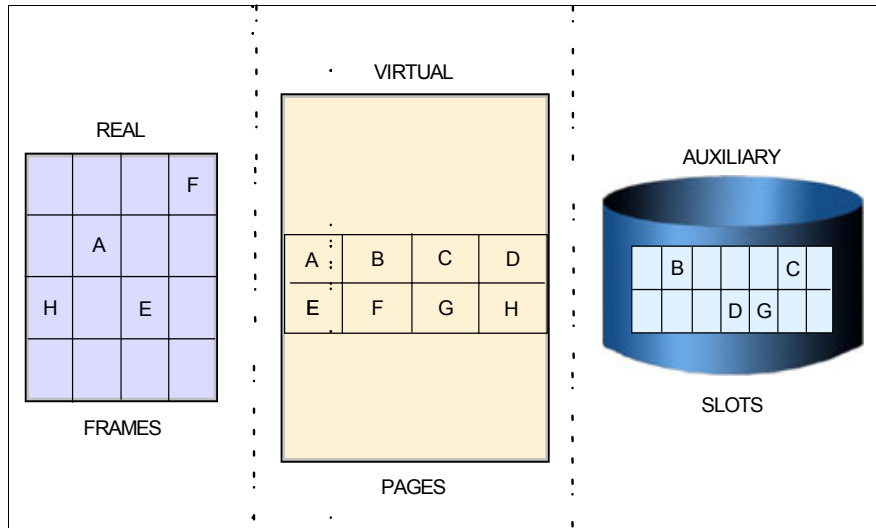 REAL
F
A
H E
FRAMES
VIRTUAL
A B C D
E F G H
PAGES
AUXILIARY
B C
D G
SLOTS